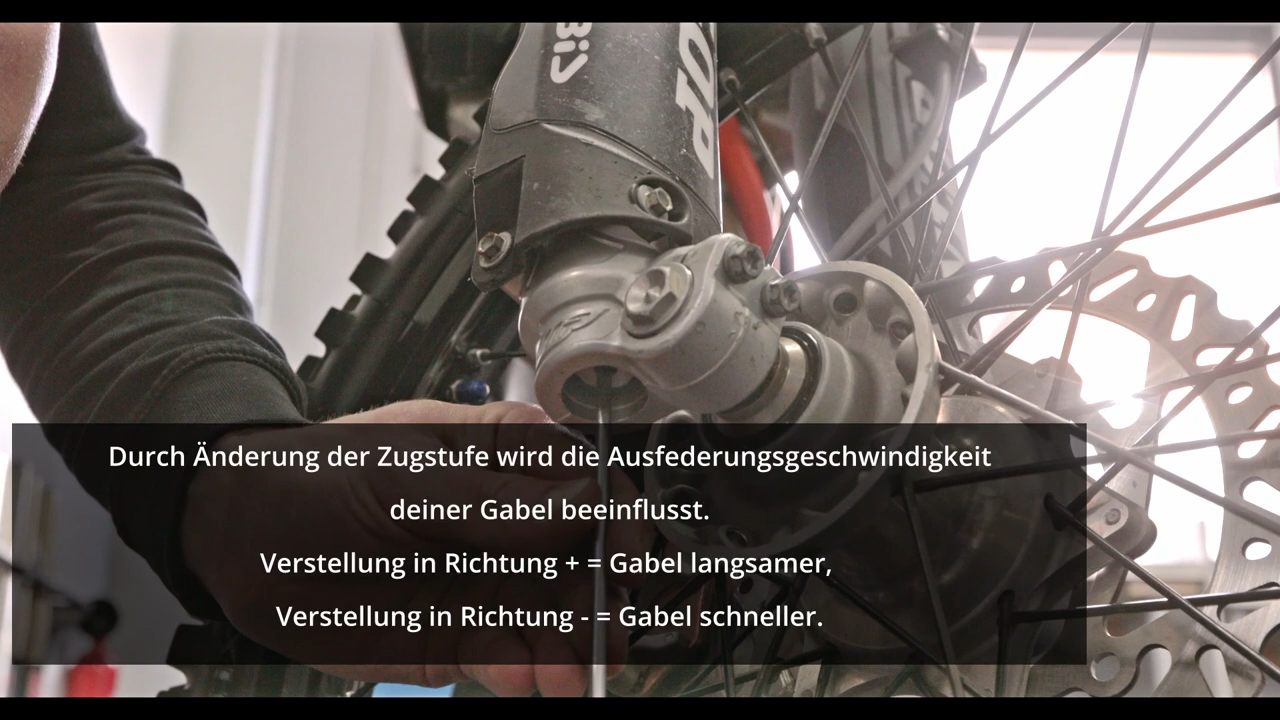 Durch Änderung der Zugstufe wird die Ausfederungsgeschwindigkeit
deiner Gabel beeinflusst.
Verstellung in Richtung + = Gabel langsamer,
Verstellung in Richtung - = Gabel schneller.